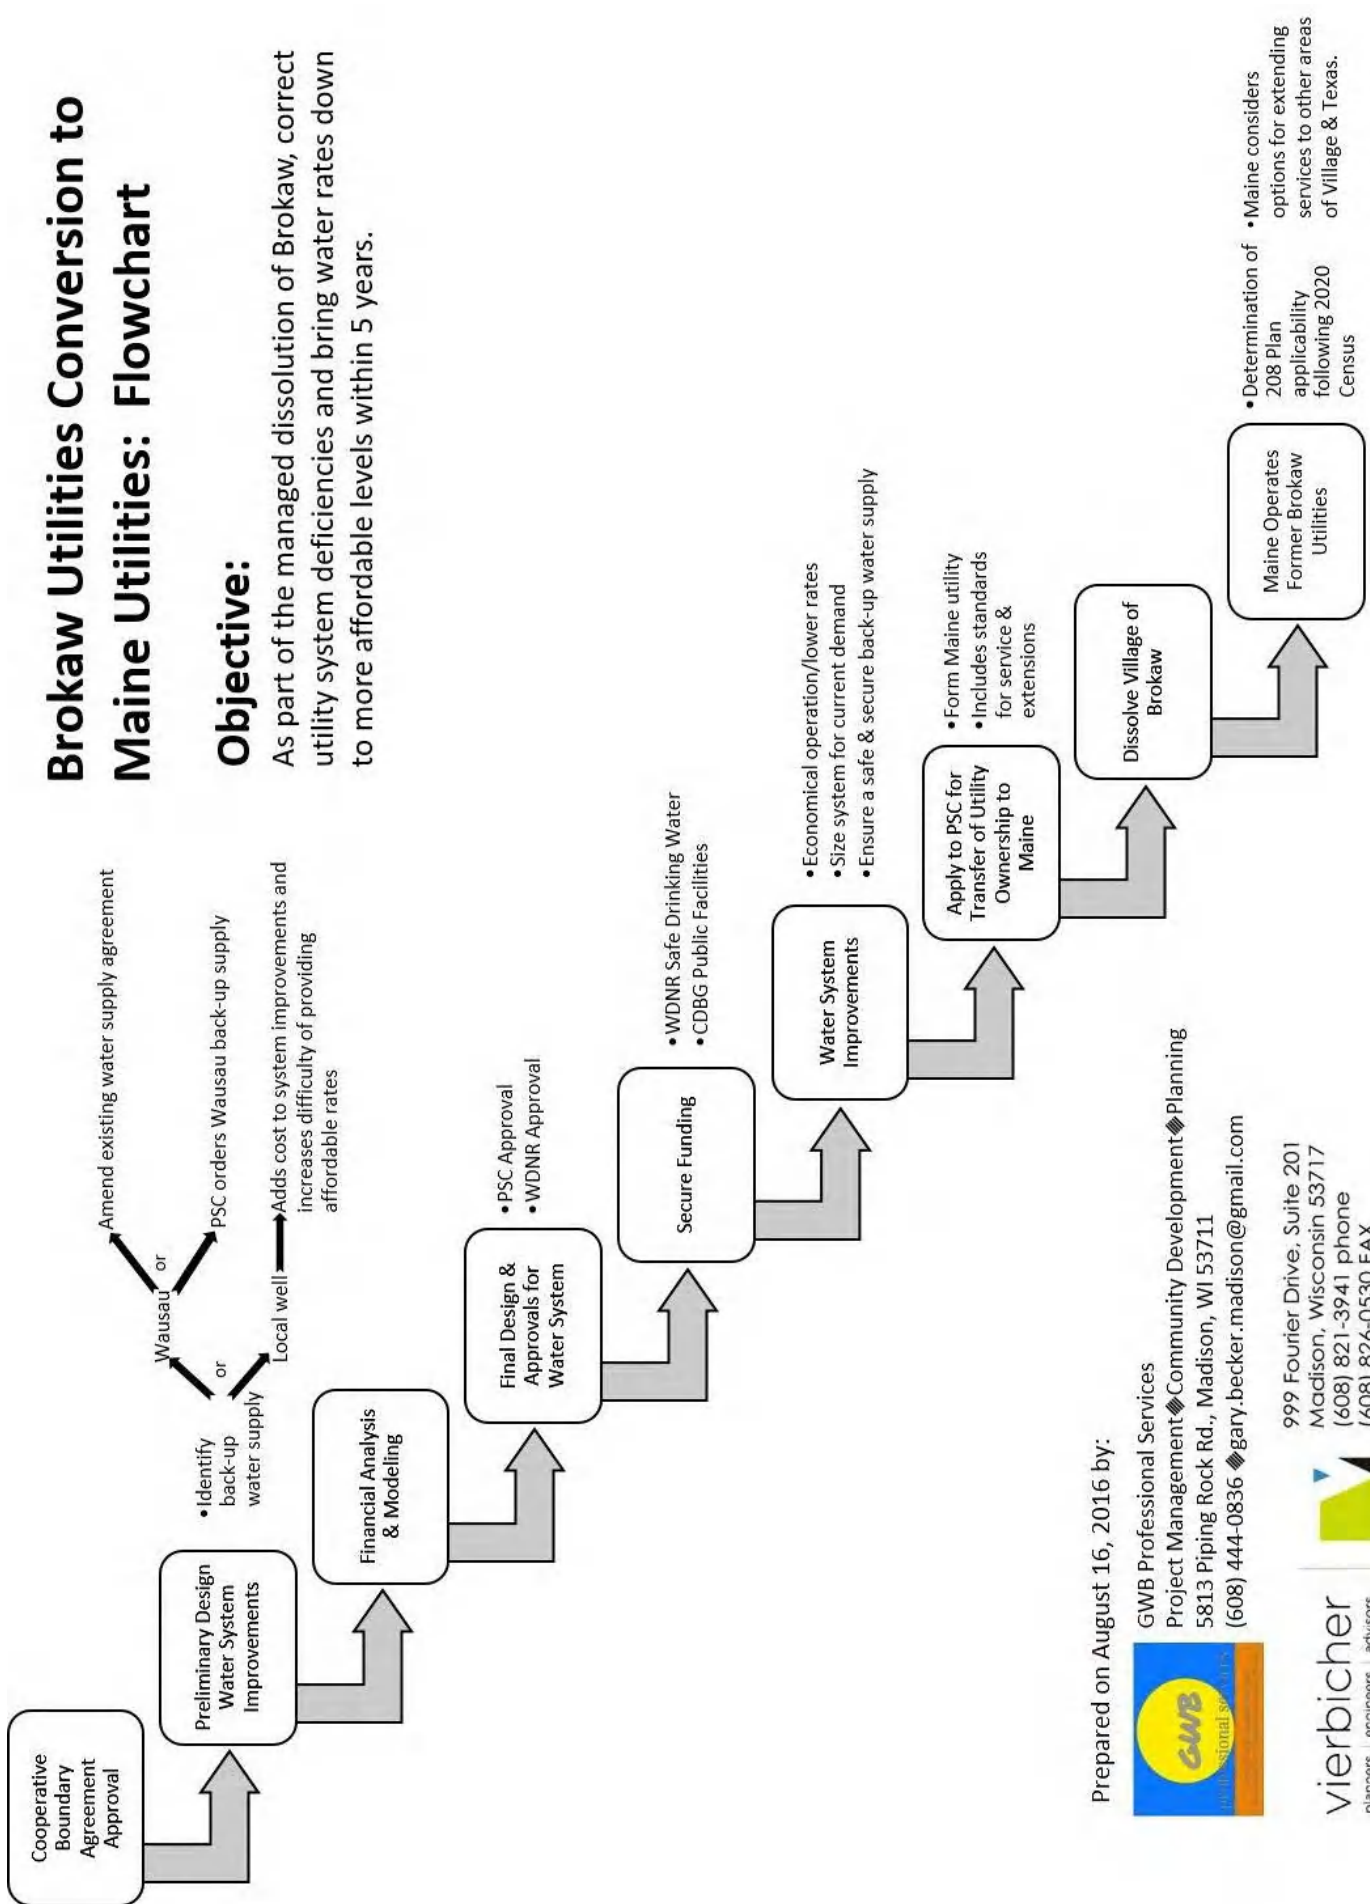 Brokaw Utilities Conversion to
Maine Utilities: Flowchart
Objective:
As part of the managed dissolution of Brokaw, correct
utility system deficiencies and bring water rates down
to more affordable levels within 5 years.
Cooperative
Boundary
Agreement
Approval
Preliminary Design
Water System
Improvements
•Identify
back-up
water supply
or
Wausau
or
Amend existing water supply agreement
PSC orders Wausau back-up supply
Local well
Adds cost to system improvements and
increases difficulty of providing
affordable rates
Financial Analysis
& Modeling
Final Design &
Approvals for
Water System
•PSC Approval
•WDNR Approval
Secure Funding
•WDNR Safe Drinking Water
•CDBG Public Facilities
Water System
Improvements
•Economical operation/lower rates
•Size system for current demand
•Ensure a safe & secure back-up water supply
Apply to PSC for
Transfer of Utility
Ownership to
Maine
•Form Maine utility
•Includes standards
for service &
extensions
Dissolve Village of
Brokaw
Maine Operates
Former Brokaw
Utilities
•Determination of
208 Plan
applicability
following 2020
Census
•Maine considers
options for extending
services to other areas
of Village & Texas.
Prepared on August 16, 2016 by:
GWB
professional services
GWB Professional Services
Project Management◈Community Development◈Planning
5813 Piping Rock Rd., Madison, WI 53711
(608) 444-0836 ◈gary.becker.madison@gmail.com
vierbicher
planners | engineers | advisors
999 Fourier Drive, Suite 201
Madison, Wisconsin 53717
(608) 821-3941 phone
(608) 826-0530 FAX